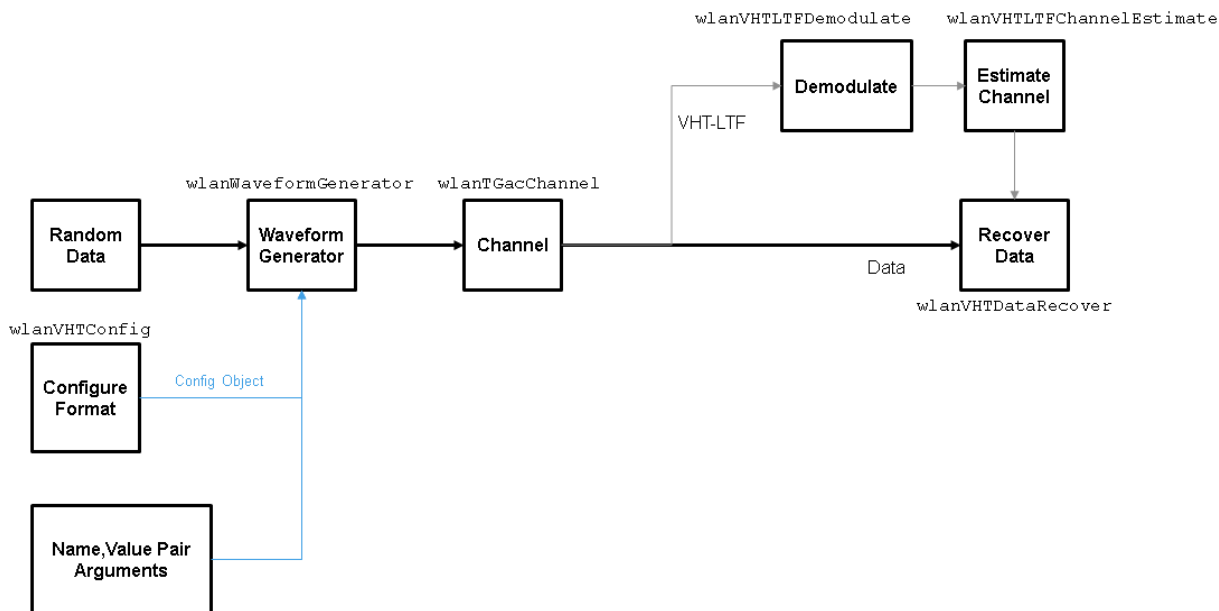 wlanVHTLTFDemodulate
wlanVHTLTFChannelEstimate
Demodulate
Estimate
Channel
VHT-LTF
wlanWaveformGenerator
wlanTGacChannel
Random
Data
Waveform
Generator
Channel
Data
Recover
Data
wlanVHTDataRecover
wlanVHTConfig
Configure
Format
Config Object
Name,Value Pair
Arguments